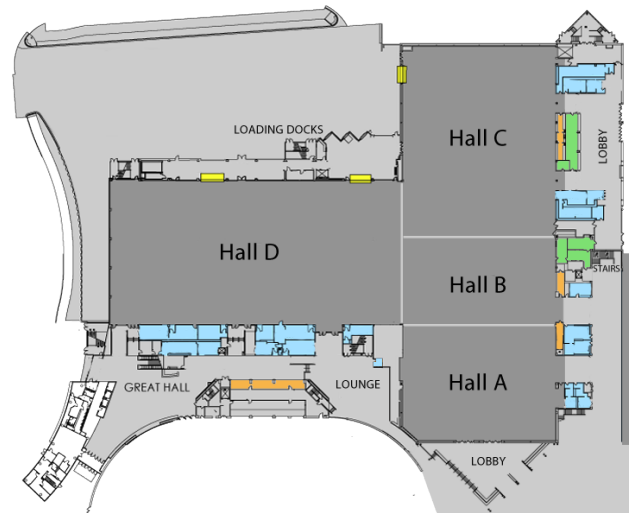 LOADING DOCKS
Hall C
LOBBY
Hall D
STAIRS
Hall B
GREAT HALL
LOUNGE
Hall A
LOBBY